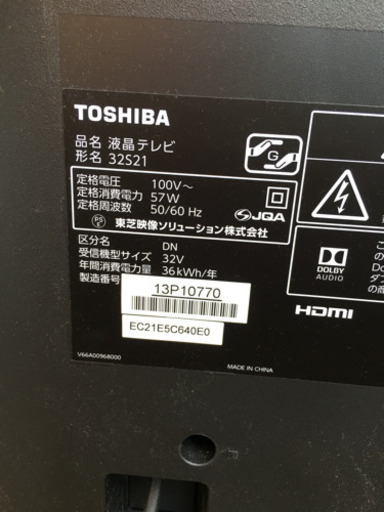 TOSHIBA
品名 液晶テレビ
形名 32S21
G
定格電圧 100V～
定格消費電力 57W
定格周波数 50/60 Hz
PS
E
JQA
東芝映像ソリューション株式会社
区分名 DN
受信機型サイズ 32V
年間消費電力量 36kWh/年
製造番号
13P10770
EC21E5C640E0
V66A00968000
MADE IN CHINA
DOLBY
AUDIO
HDMI